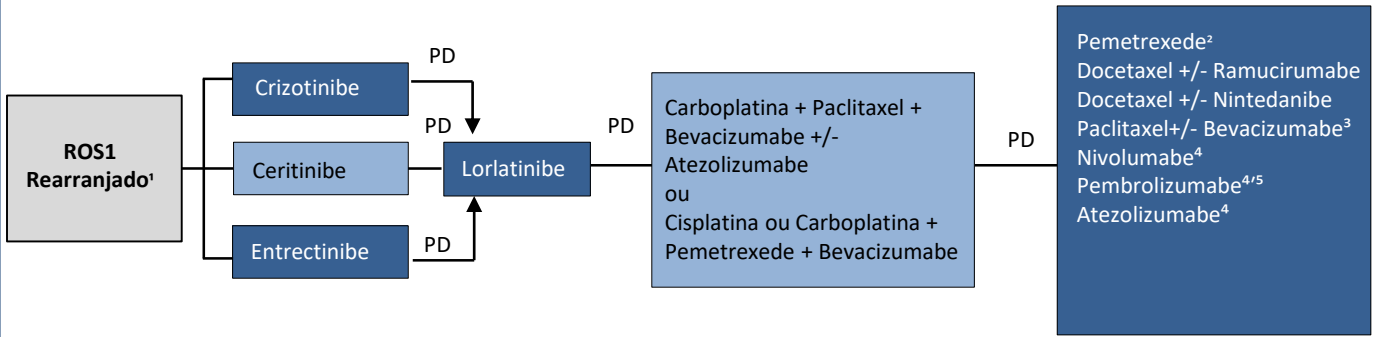 ROS1
Rearranjado¹
Crizotinibe
Ceritinibe
Entrectinibe
PD
PD
PD
Lorlatinibe
PD
Carboplatina + Paclitaxel +
Bevacizumabe +/-
Atezolizumabe
ou
Cisplatina ou Carboplatina +
Pemetrexede + Bevacizumabe
PD
Pemetrexede²
Docetaxel +/- Ramucirumabe
Docetaxel +/- Nintedanibe
Paclitaxel+/- Bevacizumabe³
Nivolumabe⁴
Pembrolizumabe⁴′⁵
Atezolizumabe⁴